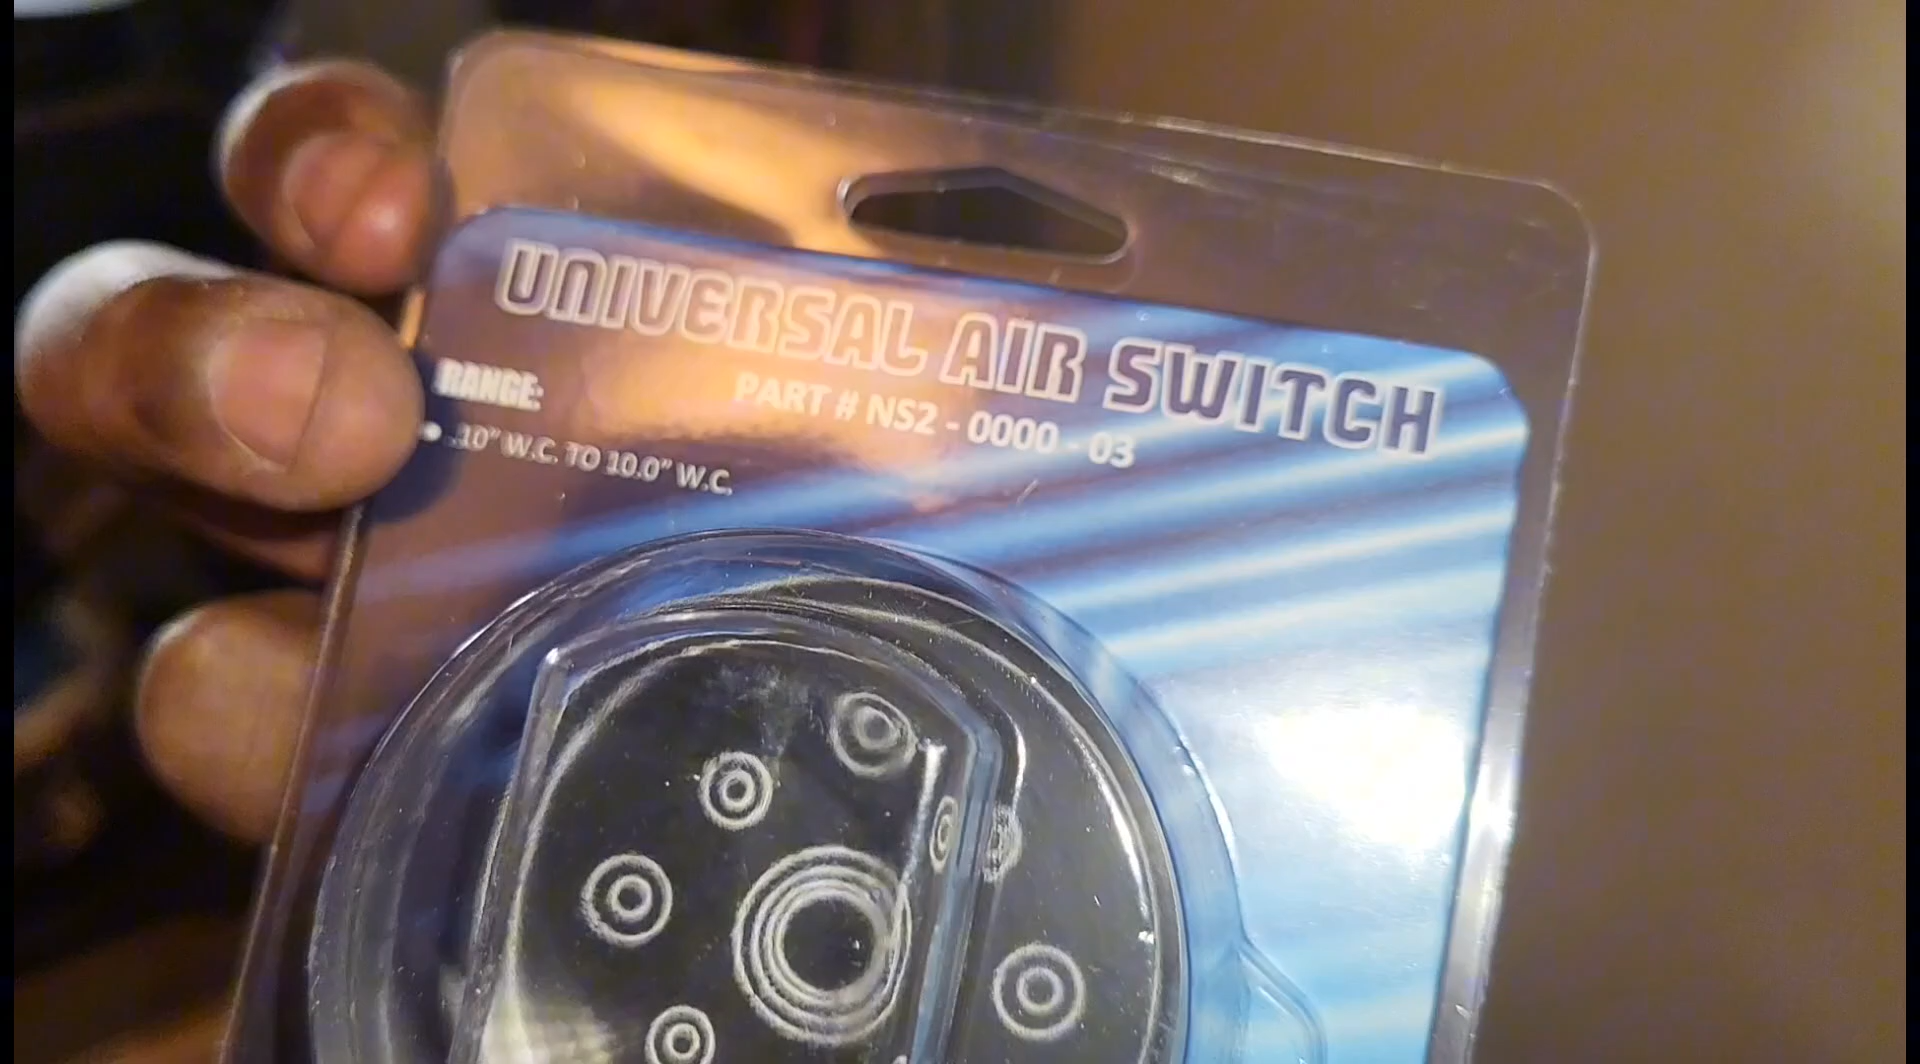 UNIVERSAL AIR SWITCH
PART # NS2 - 0000 - 03
RANGE:
• .10" W.C. TO 10.0" W.C.